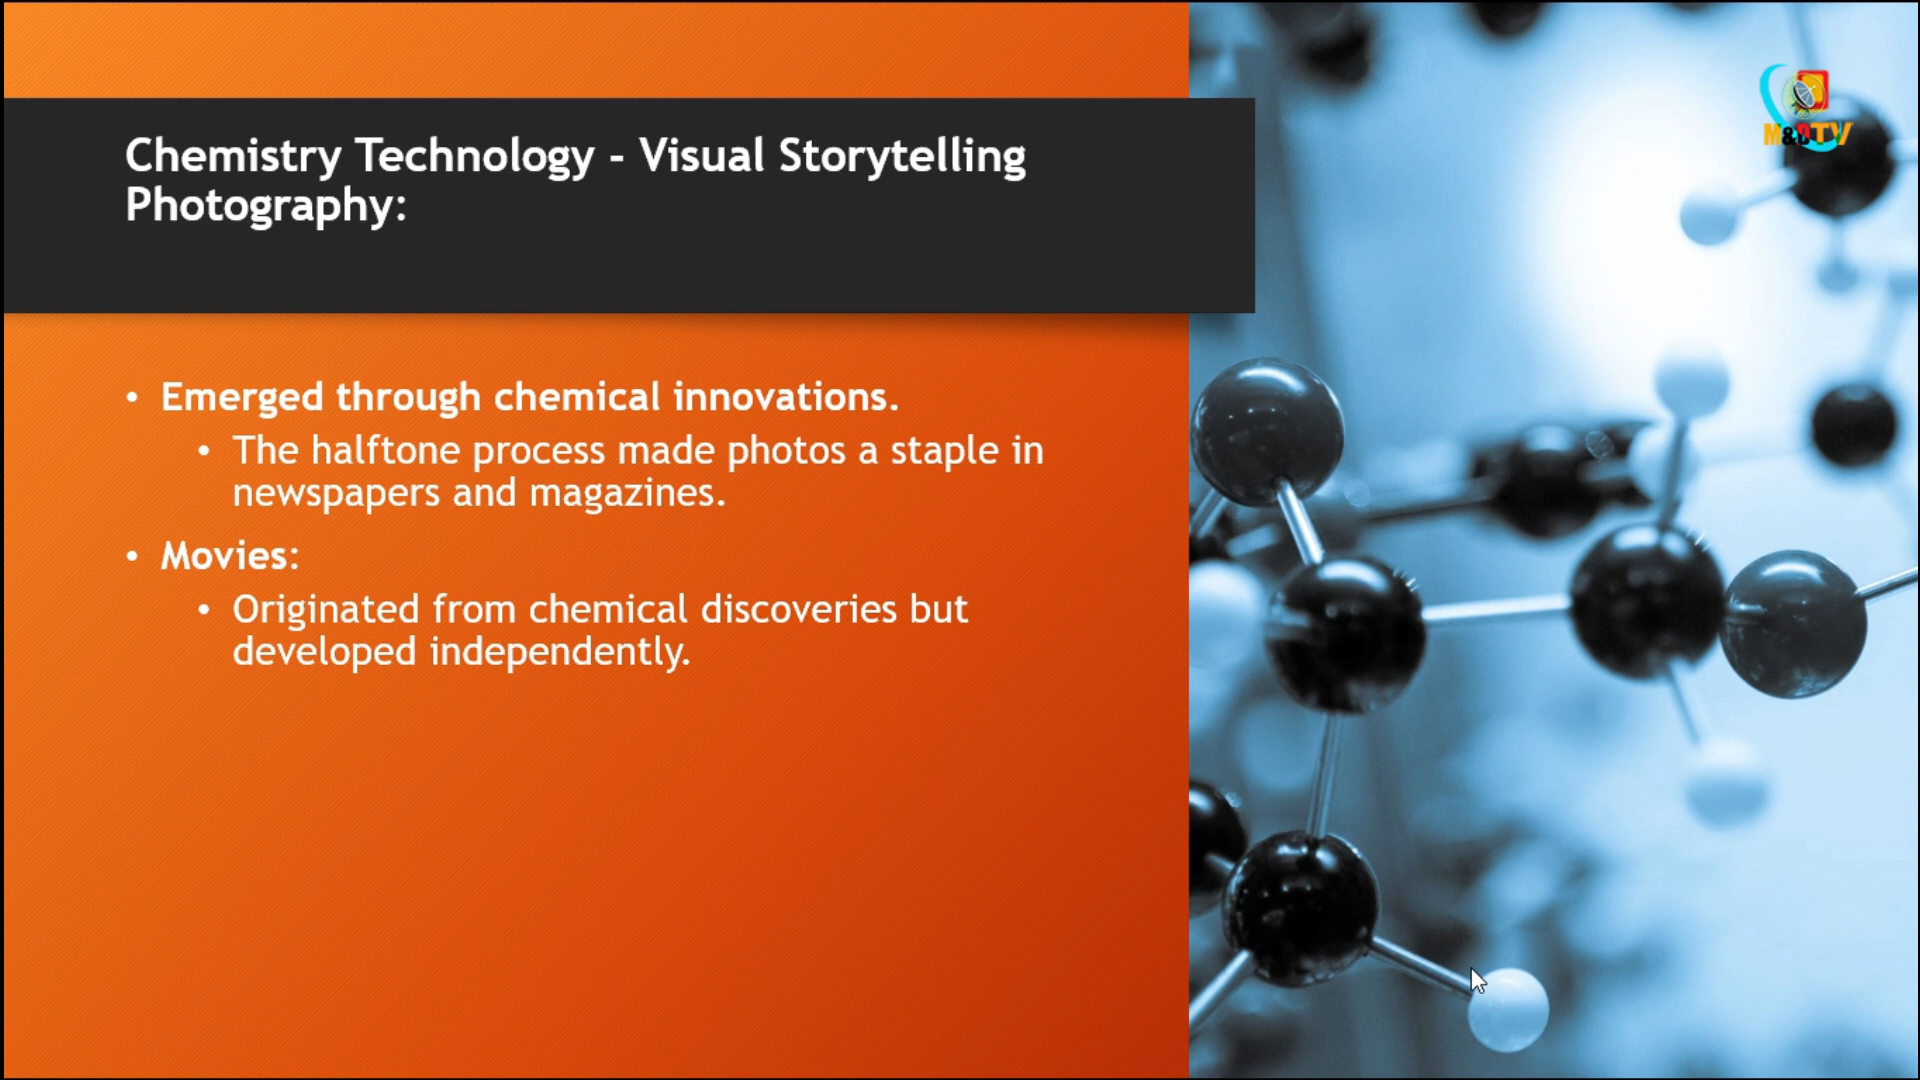 Chemistry Technology - Visual Storytelling
Photography:
• Emerged through chemical innovations.
• The halftone process made photos a staple in
newspapers and magazines.
• Movies:
• Originated from chemical discoveries but
developed independently.
M&DTV